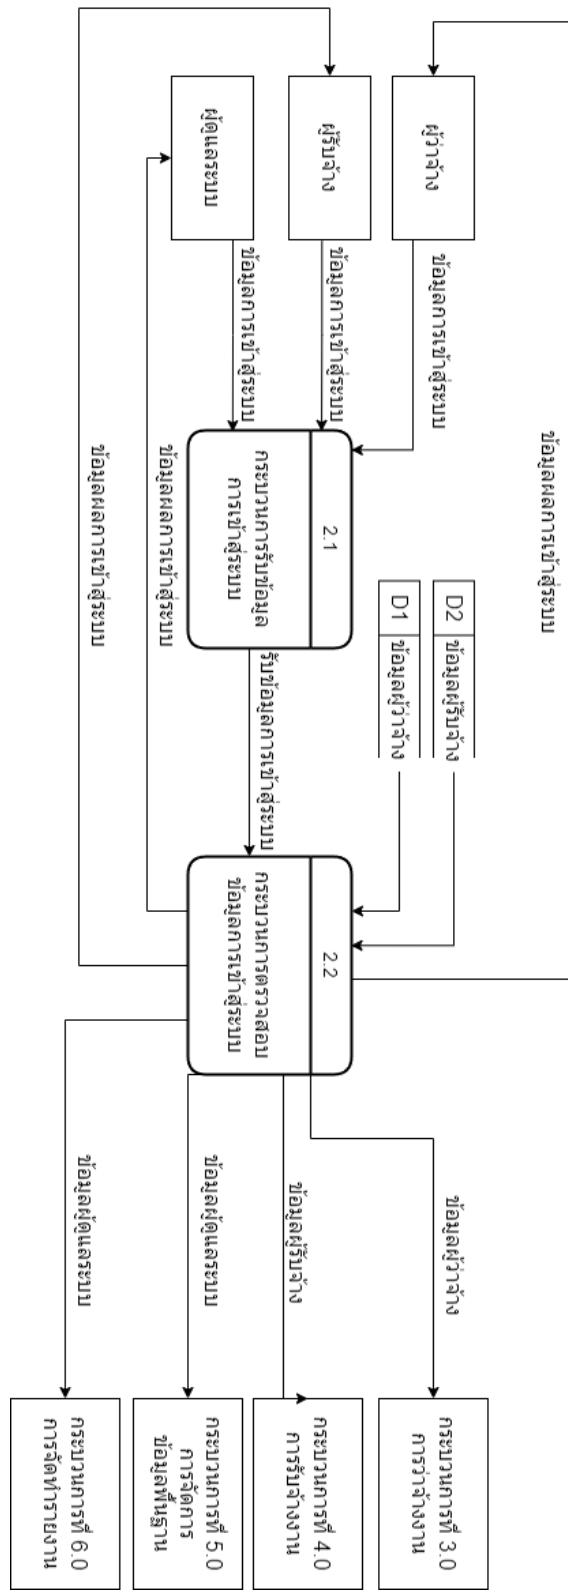 ผู้ว่าจ้าง
ผู้รับจ้าง
ผู้ดูแลระบบ
ข้อมูลการเข้าสู่ระบบ
ข้อมูลการเข้าสู่ระบบ
ข้อมูลการเข้าสู่ระบบ
ข้อมูลผลการเข้าสู่ระบบ
2.1
กระบวนการรับข้อมูล
การเข้าสู่ระบบ
ข้อมูลผลการเข้าสู่ระบบ
ข้อมูลผลการเข้าสู่ระบบ
D2 ข้อมูลผู้รับจ้าง
D1 ข้อมูลผู้ว่าจ้าง
รับข้อมูลการเข้าสู่ระบบ
2.2
กระบวนการตรวจสอบ
ข้อมูลการเข้าสู่ระบบ
ข้อมูลผู้ว่าจ้าง
ข้อมูลผู้รับจ้าง
ข้อมูลผู้ดูแลระบบ
ข้อมูลผู้ดูแลระบบ
กระบวนการที่ 3.0
การว่าจ้างงาน
กระบวนการที่ 4.0
การรับจ้างงาน
กระบวนการที่ 5.0
การจัดการ
ข้อมูลพื้นฐาน
กระบวนการที่ 6.0
การจัดทำรายงาน